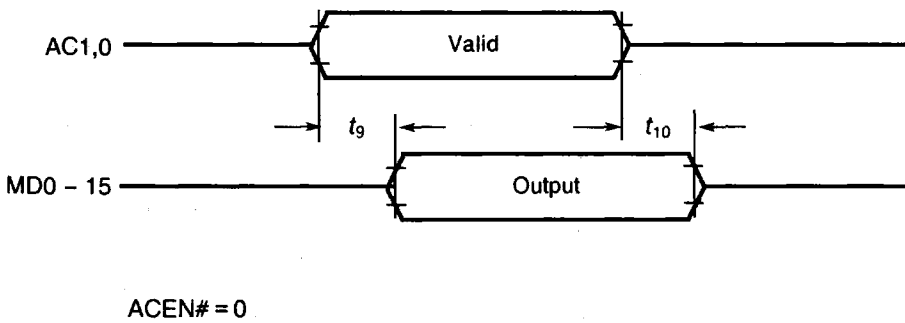 AC1,0 Valid
t9 t10
MD0 – 15 Output
ACEN# = 0